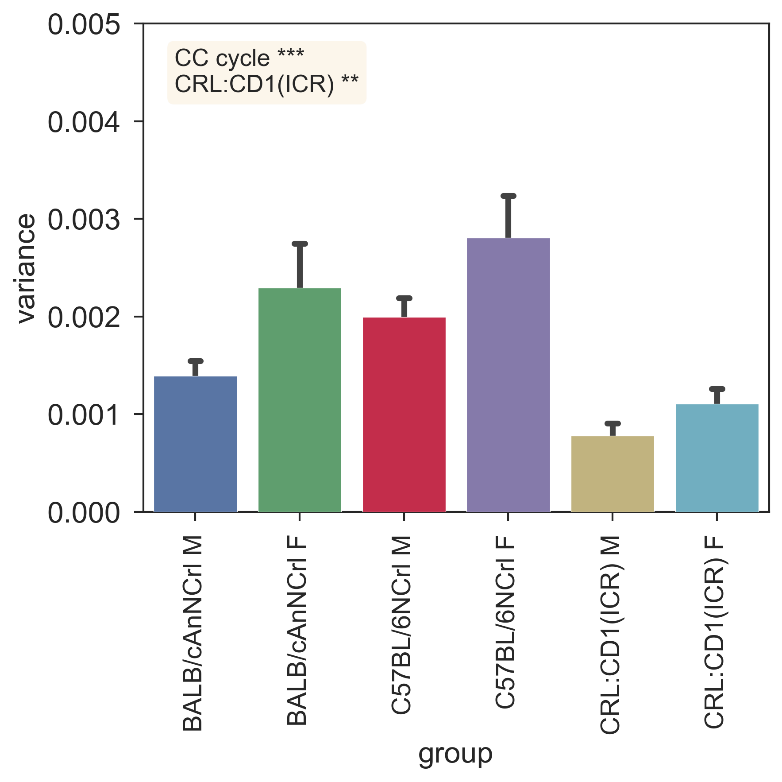 0.005
CC cycle ***
CRL:CD1(ICR) **
0.004
0.003
0.002
0.001
0.000
variance
BALB/cAnNCrl M
BALB/cAnNCrl F
C57BL/6NCrl M
C57BL/6NCrl F
CRL:CD1(ICR) M
CRL:CD1(ICR) F
group